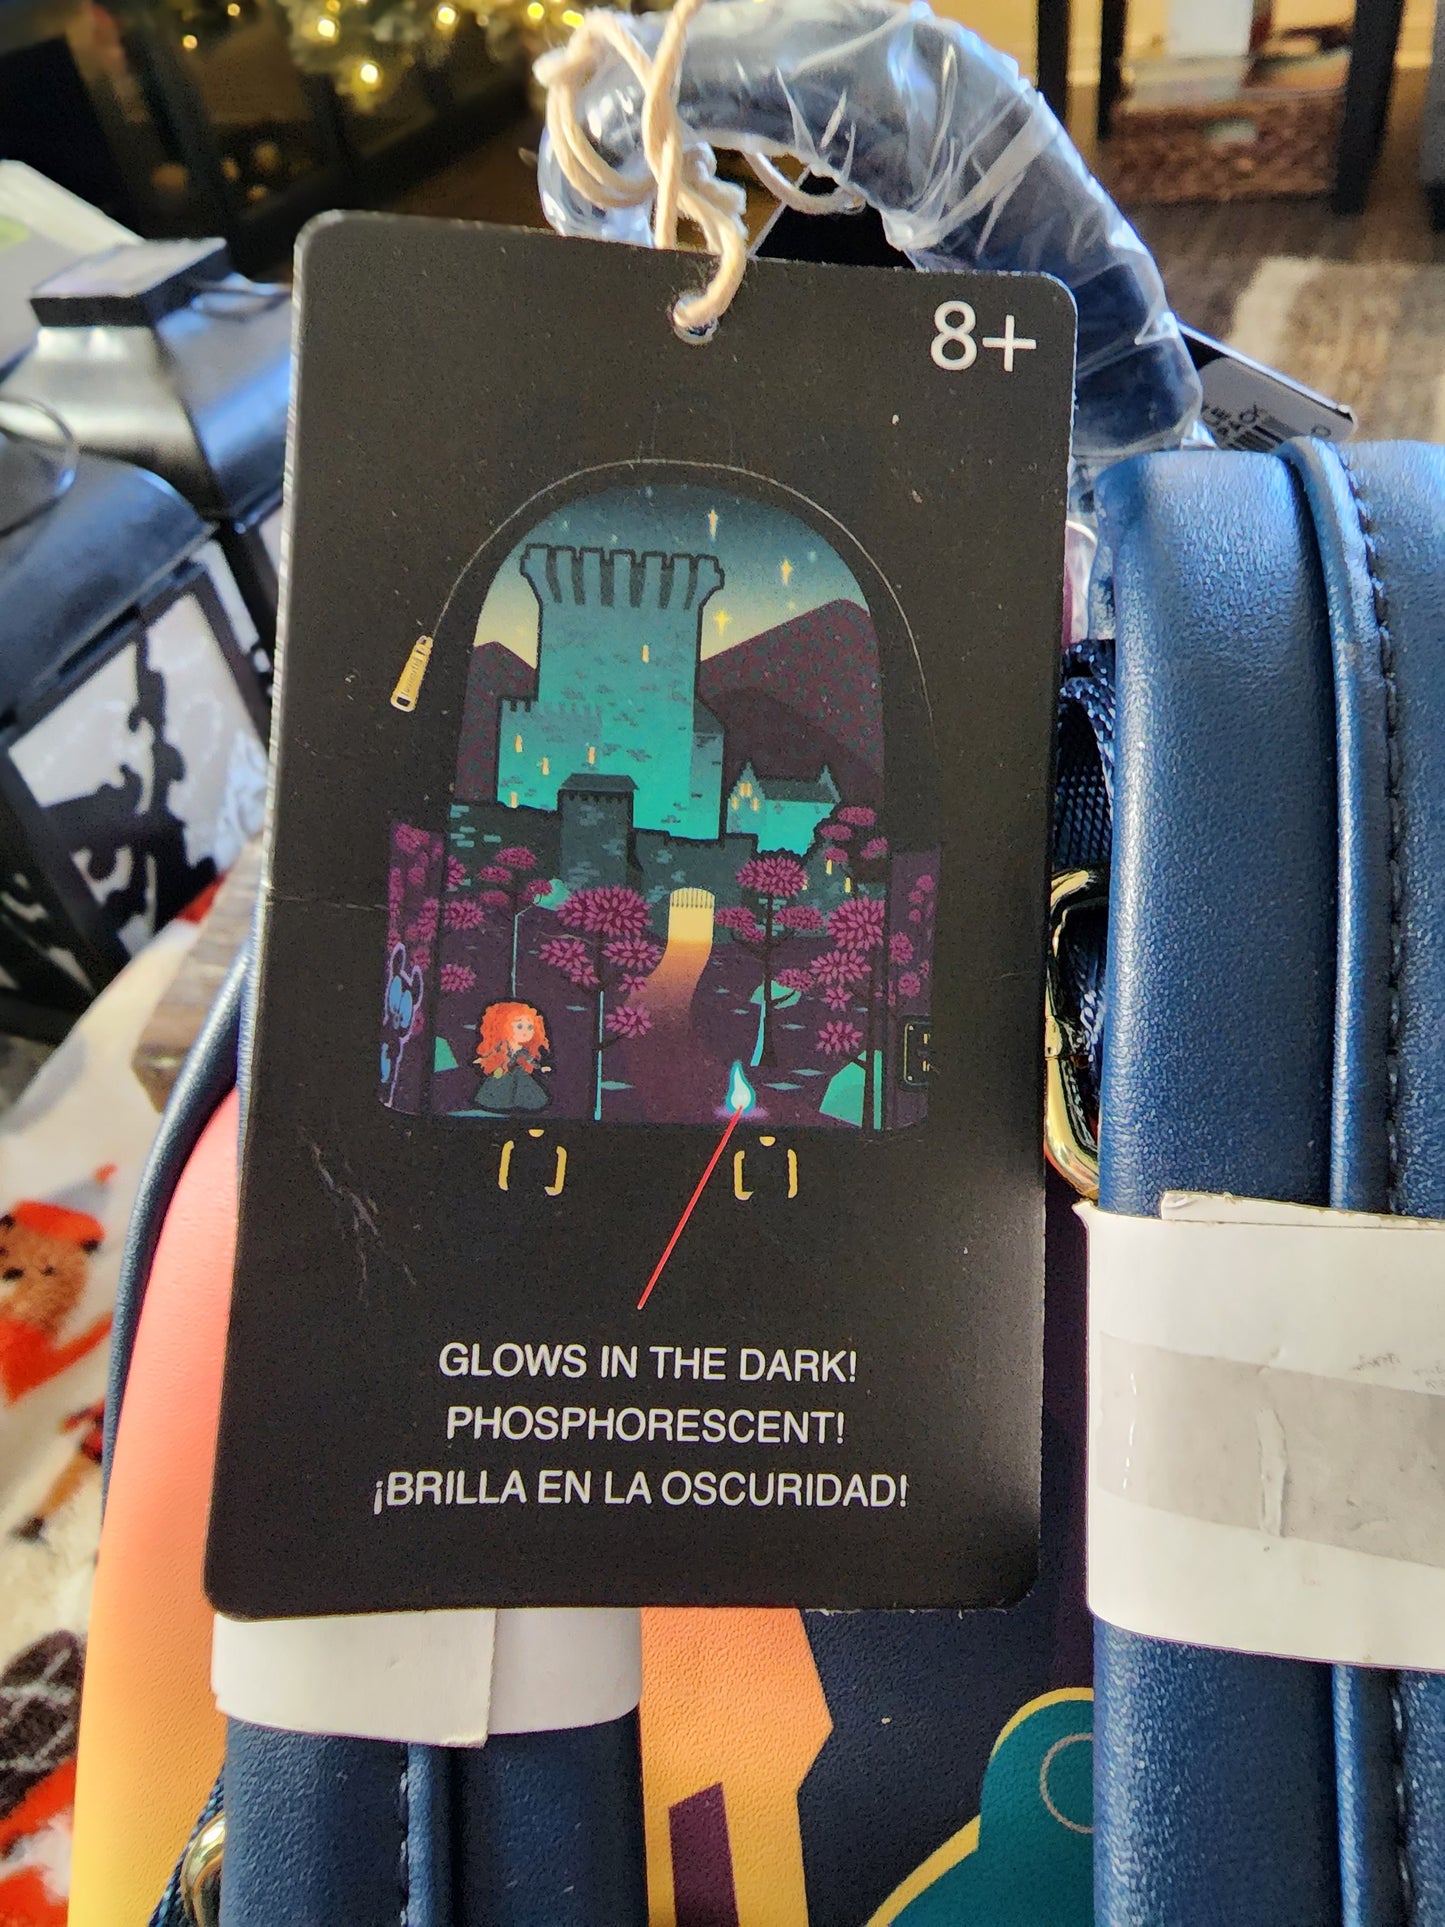 8+
GLOWS IN THE DARK!
PHOSPHORESCENT!
¡BRILLA EN LA OSCURIDAD!